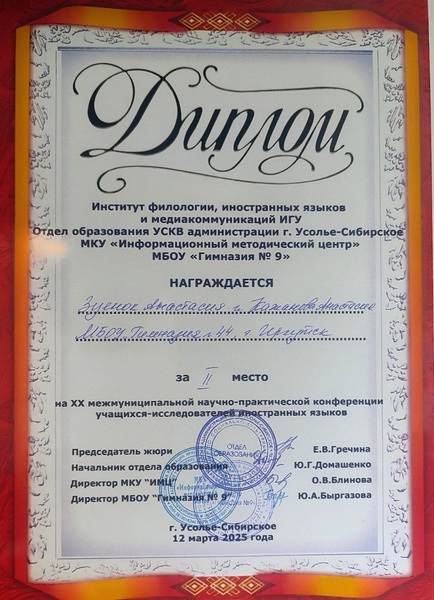 Диплом
Институт филологии, иностранных языков
и медиакоммуникаций ИГУ
Отдел образования УСКВ администрации г. Усолье-Сибирское
МКУ «Информационный методический центр»
МБОУ «Гимназия № 9»
НАГРАЖДАЕТСЯ
Анастасия Анастасия
МБОУ Гимназия 44, г. Иркутск
за II место
на XX межмуниципальной научно-практической конференции
учащихся-исследователей иностранных языков
Председатель жюри Е.В.Гречина
Начальник отдела образования Ю.Г.Домашенко
Директор МКУ “ИМЦ” О.В.Блинова
Директор МБОУ “Гимназия № 9” Ю.А.Быргазова
ОТДЕЛ
ОБРАЗОВАНИЯ
г. Усолье-Сибирское
12 марта 2025 года